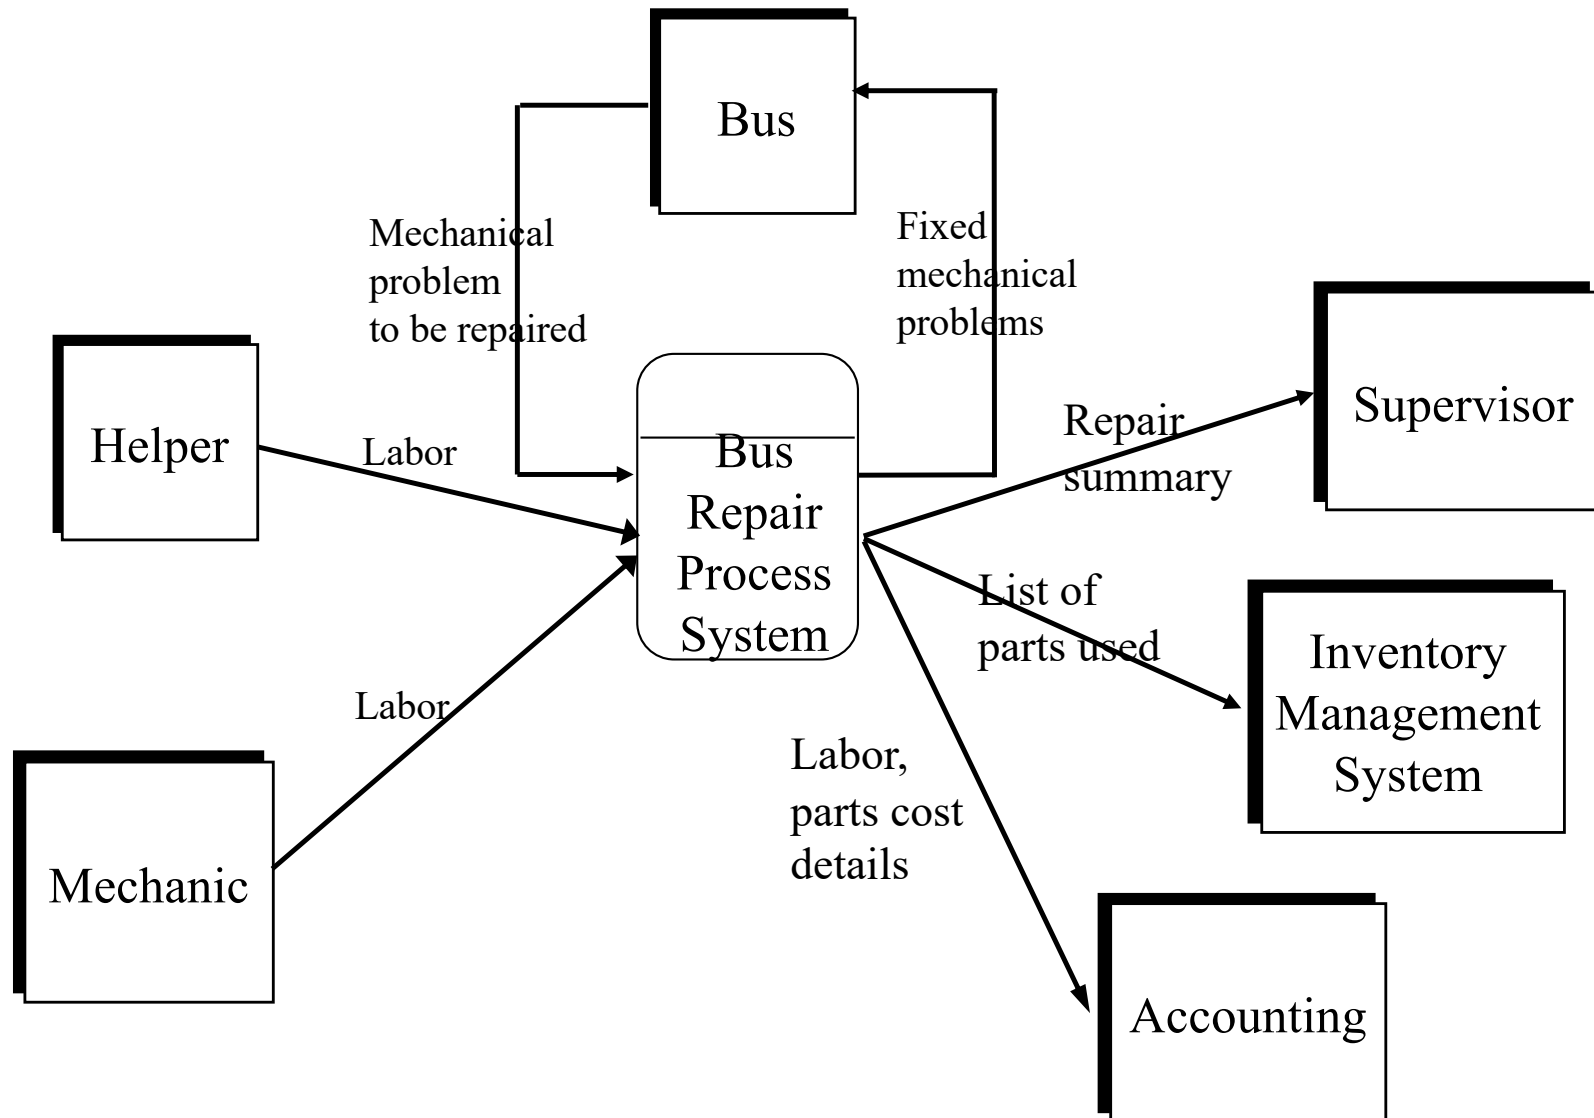 Bus
Mechanical
problem
to be repaired
Fixed
mechanical
problems
Helper
Labor
Bus
Repair
Process
System
Repair
summary
Supervisor
List of
parts used
Inventory
Management
System
Labor
Mechanic
Labor,
parts cost
details
Accounting